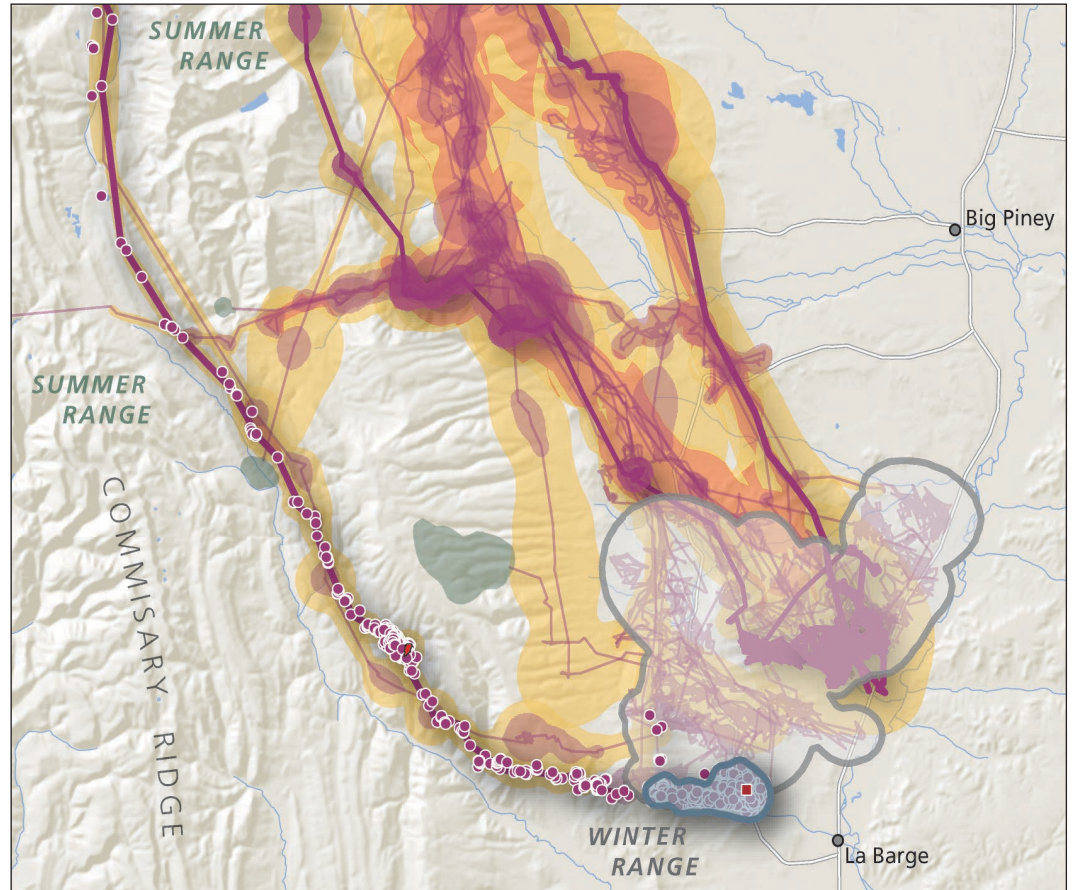 SUMMER
RANGE
Big Piney
SUMMER
RANGE
COMMISARY RIDGE
WINTER
RANGE
La Barge